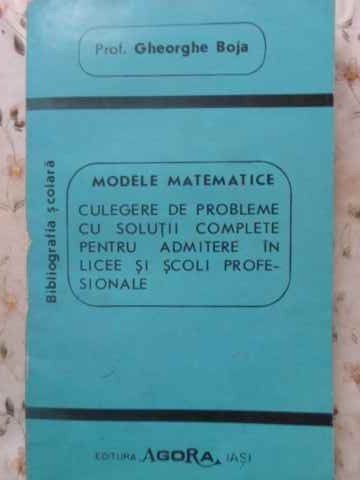 Prof. Gheorghe Boja
Bibliografia școlară
MODELE MATEMATICE
CULEGERE DE PROBLEME
CU SOLUȚII COMPLETE
PENTRU ADMITERE ÎN
LICEE ȘI ȘCOLI PROFE-
SIONALE
EDITURA "AGORA" IAȘI